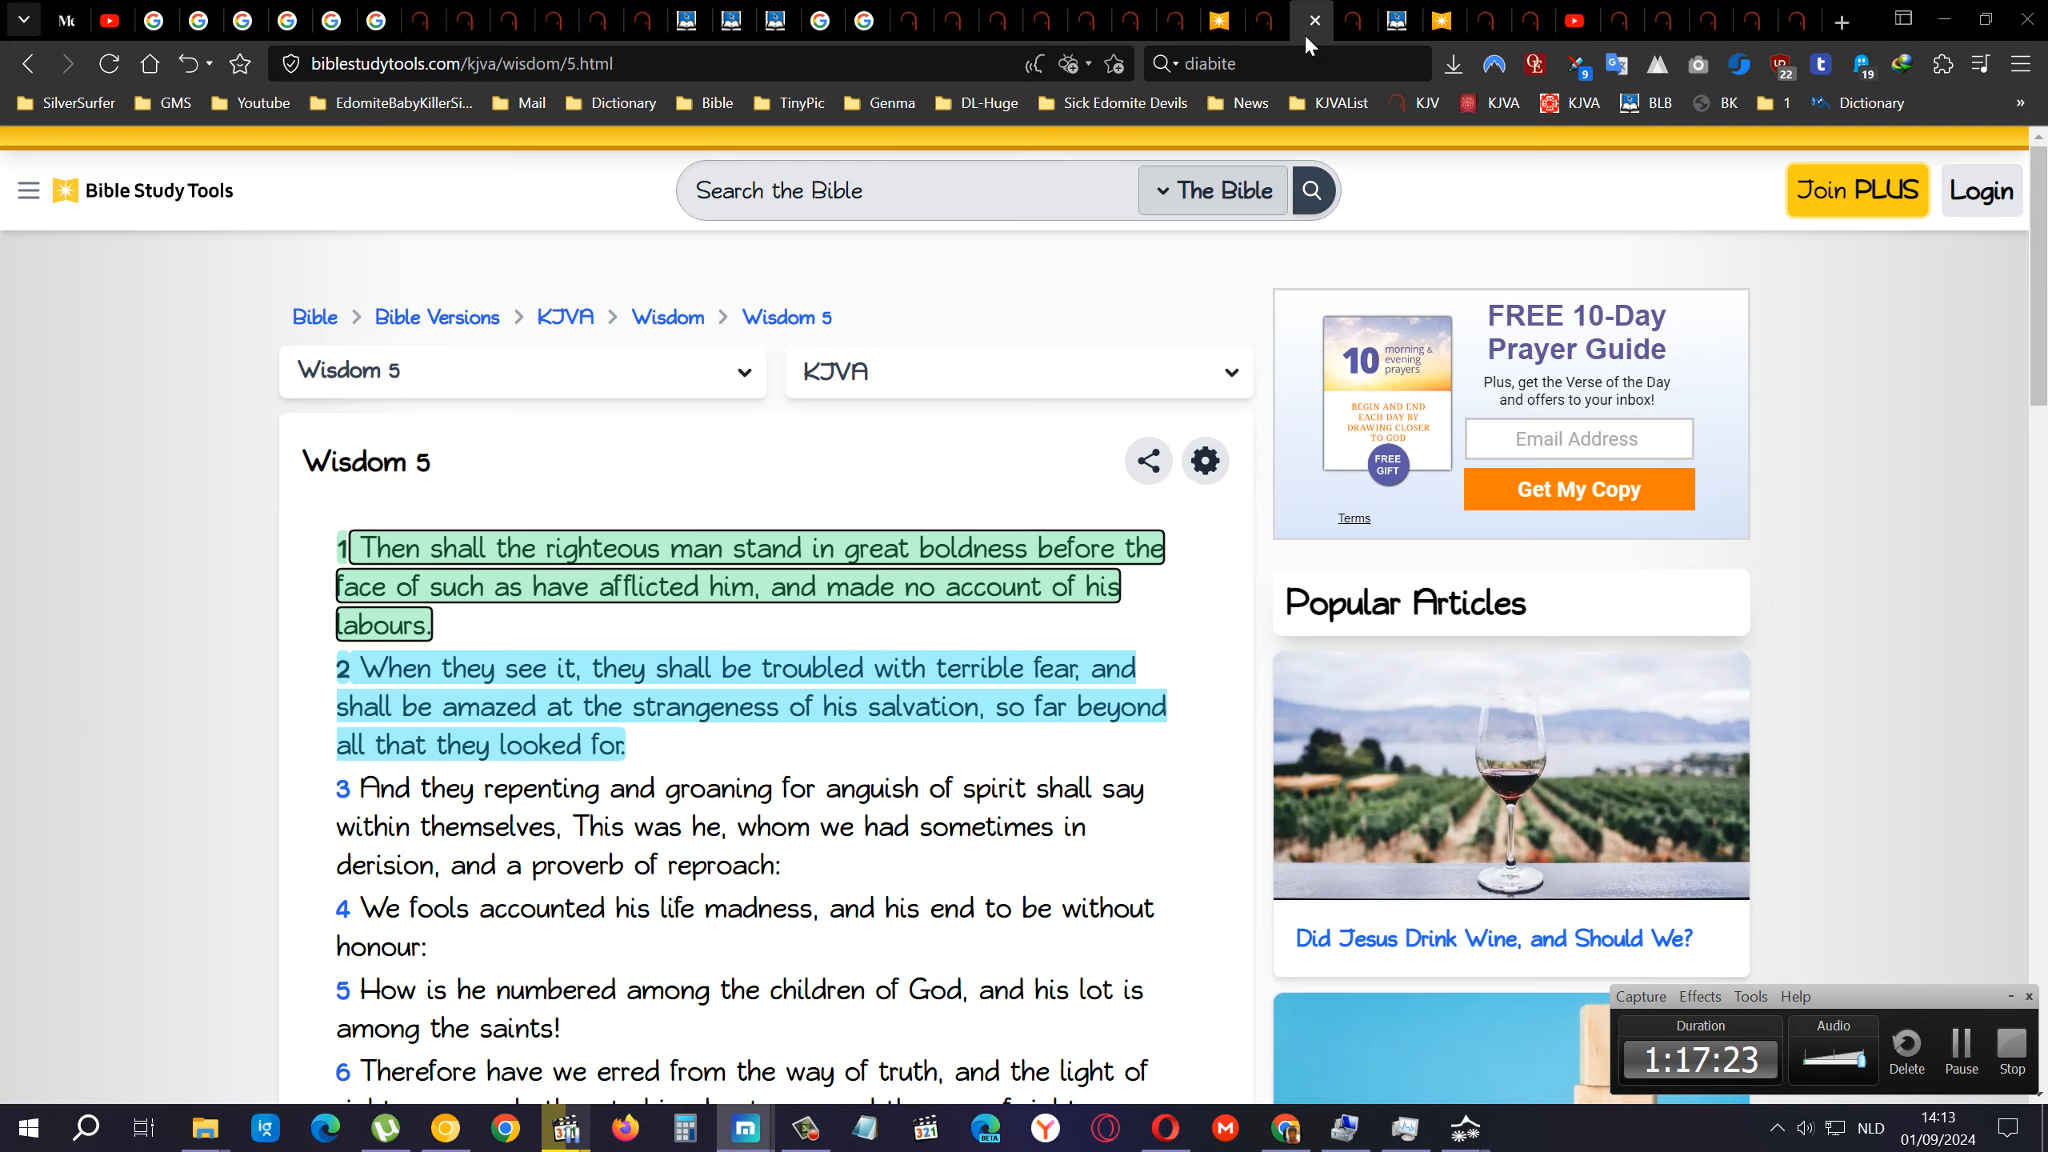 biblestudytools.com/kjva/wisdom/5.html
diabite
9
22
19
SilverSurfer
GMS
Youtube
EdomiteBabyKillerSi...
Mail
Dictionary
Bible
TinyPic
Genma
DL-Huge
Sick Edomite Devils
News
KJVAList
KJV
KJVA
KJVA
BLB
BK
1
Dictionary
»
Bible Study Tools
Search the Bible
The Bible
Join PLUS
Login
Bible > Bible Versions > KJVA > Wisdom > Wisdom 5
Wisdom 5
KJVA
Wisdom 5
1 Then shall the righteous man stand in great boldness before the
face of such as have afflicted him, and made no account of his
labours.
2 When they see it, they shall be troubled with terrible fear, and
shall be amazed at the strangeness of his salvation, so far beyond
all that they looked for.
3 And they repenting and groaning for anguish of spirit shall say
within themselves, This was he, whom we had sometimes in
derision, and a proverb of reproach:
4 We fools accounted his life madness, and his end to be without
honour:
5 How is he numbered among the children of God, and his lot is
among the saints!
6 Therefore have we erred from the way of truth, and the light of
10 morning &
evening
prayers
BEGIN AND END
EACH DAY BY
DRAWING CLOSER
TO GOD
FREE
GIFT
Terms
FREE 10-Day
Prayer Guide
Plus, get the Verse of the Day
and offers to your inbox!
Email Address
Get My Copy
Popular Articles
Did Jesus Drink Wine, and Should We?
Capture Effects Tools Help
Duration
1:17:23
Audio
Delete
Pause
Stop
BETA
321
NLD
14:13
01/09/2024